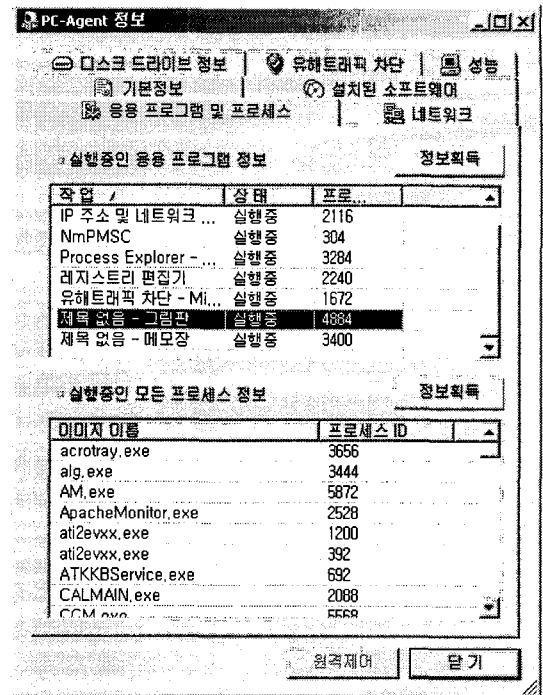 PC-Agent 정보
디스크 드라이브 정보 유해트래픽 차단 성능
기본정보 설치된 소프트웨어
응용 프로그램 및 프로세스 네트워크
실행중인 응용 프로그램 정보 정보획득
작업 상태 프로...
IP 주소 및 네트워크 ... 실행중 2116
NmPMSC 실행중 304
Process Explorer - ... 실행중 3284
레지스트리 편집기 실행중 2240
유해트래픽 차단 - Mi... 실행중 1672
제목 없음 - 그림판 실행중 4884
제목 없음 - 메모장 실행중 3400
실행중인 모든 프로세스 정보 정보획득
이미지 이름 프로세스 ID
acrotray.exe 3656
alg.exe 3444
AM.exe 5872
ApacheMonitor.exe 2528
ati2evxx.exe 1200
ati2evxx.exe 392
ATKKBService.exe 692
CALMAIN.exe 2088
CCM.exe 5568
원격제어 닫기